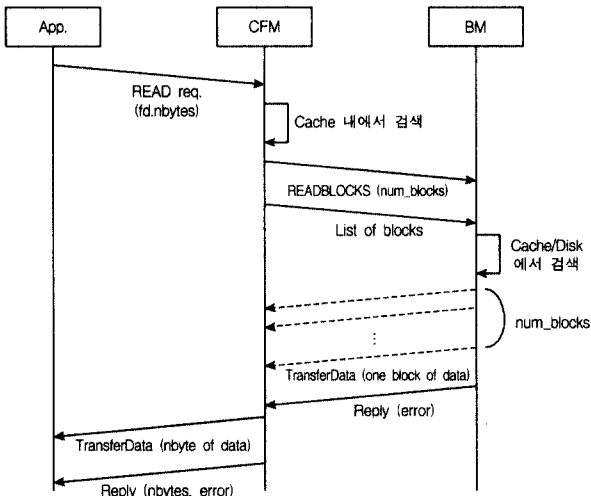 App.
CFM
BM
READ req.
(fd.nbytes)
Cache 내에서 검색
READBLOCKS (num_blocks)
List of blocks
Cache/Disk
에서 검색
num_blocks
TransferData (one block of data)
Reply (error)
TransferData (nbyte of data)
Reply (nbytes, error)